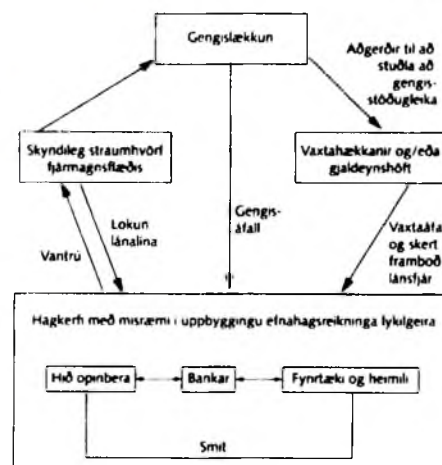 Gengislækkun
Aðgerðir til að
stuðla að
gengis-
stöðugleika
Skyndileg straumhvörf
fjármagnsflæðis
Vaxtahækkanir og/eða
gjaldeyrishöft
Vantrú
Lokun
lánalína
Gengis-
áfall
Vaxtaáfall
og skert
framboð
lánsfjár
Hagkerfi með misræmi í uppbyggingu efnahagsreikninga lykilgeira
Hið opinbera
Bankar
Fyrirtæki og heimili
Smit